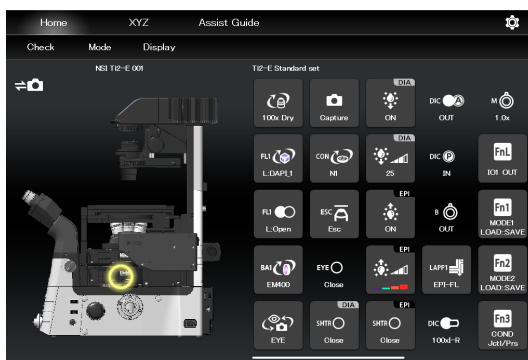 Home XYZ Assist Guide
Check Mode Display
NSI Ti2-E 001
Ti2-E Standard set
100x Dry
Capture
DIA
ON
DIC A
OUT
M
1.0x
FL1
L:DAPI_1
CON
N1
DIA
25
DIC P
IN
FnL
IO1 OUT
FL1
L:Open
ESC
Esc
EPI
ON
B
OUT
Fn1
MODE1
LOAD:SAVE
BA1
EM400
EYE
Close
EPI
LAPP1
EPI-FL
Fn2
MODE2
LOAD:SAVE
EYE
DIA
SHTR
Close
EPI
SHTR
Close
DIC
100xI-R
Fn3
COND
Jctl/Prs